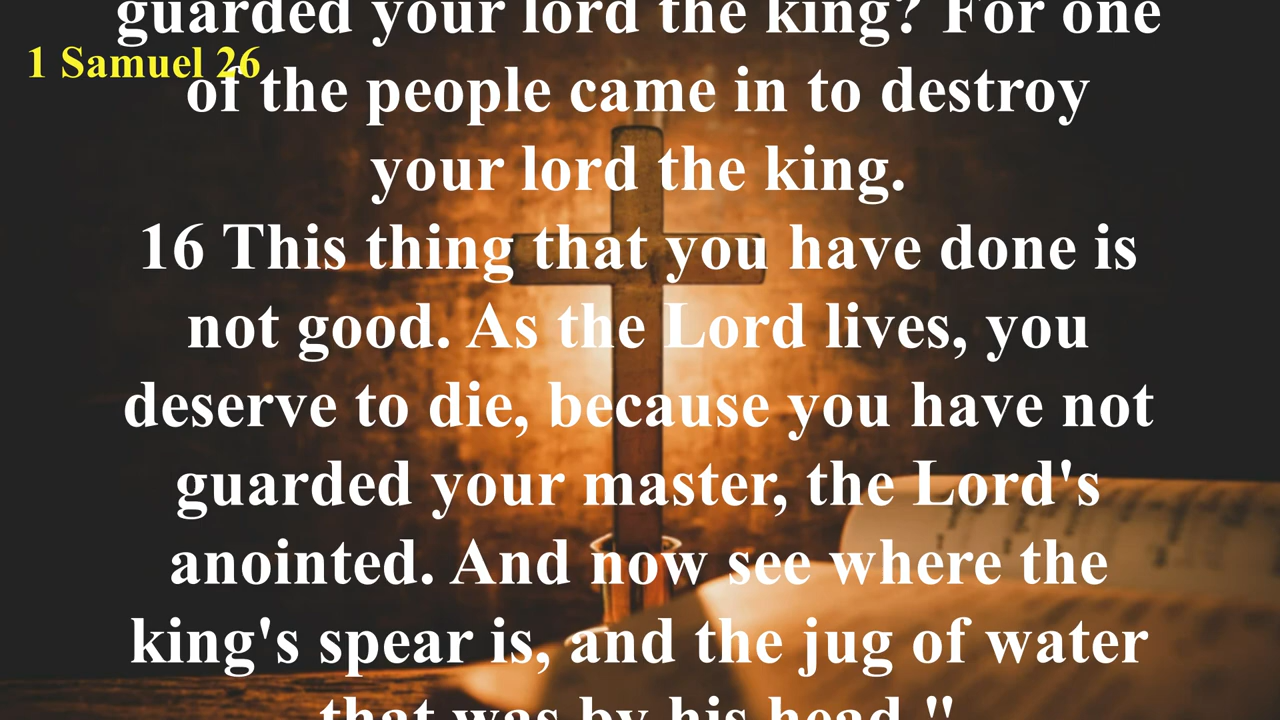 guarded your lord the king? For one
1 Samuel 26
of the people came in to destroy
your lord the king.
16 This thing that you have done is
not good. As the Lord lives, you
deserve to die, because you have not
guarded your master, the Lord's
anointed. And now see where the
king's spear is, and the jug of water
that was by his head."